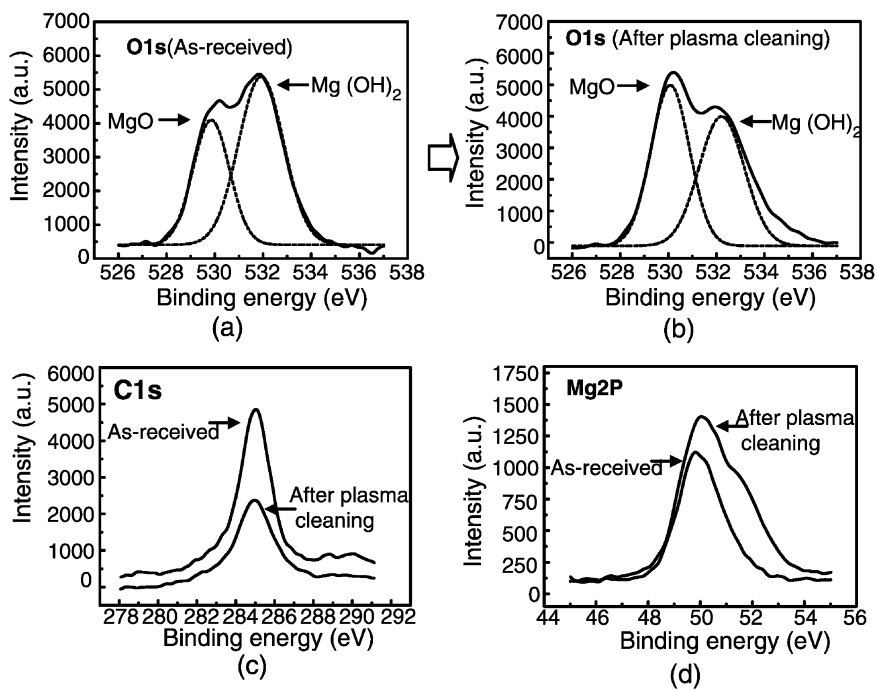 O1s(As-received)
MgO
Mg (OH)2
Intensity (a.u.)
7000
6000
5000
4000
3000
2000
1000
0
526 528 530 532 534 536 538
Binding energy (eV)
(a)
O1s (After plasma cleaning)
MgO
Mg (OH)2
Intensity (a.u.)
7000
6000
5000
4000
3000
2000
1000
0
526 528 530 532 534 536 538
Binding energy (eV)
(b)
C1s
As-received
After plasma
cleaning
Intensity (a.u.)
6000
5000
4000
3000
2000
1000
0
278 280 282 284 286 288 290 292
Binding energy (eV)
(c)
Mg2P
After plasma
cleaning
As-received
Intensity (a.u.)
1750
1500
1250
1000
750
500
250
0
44 46 48 50 52 54 56
Binding energy (eV)
(d)